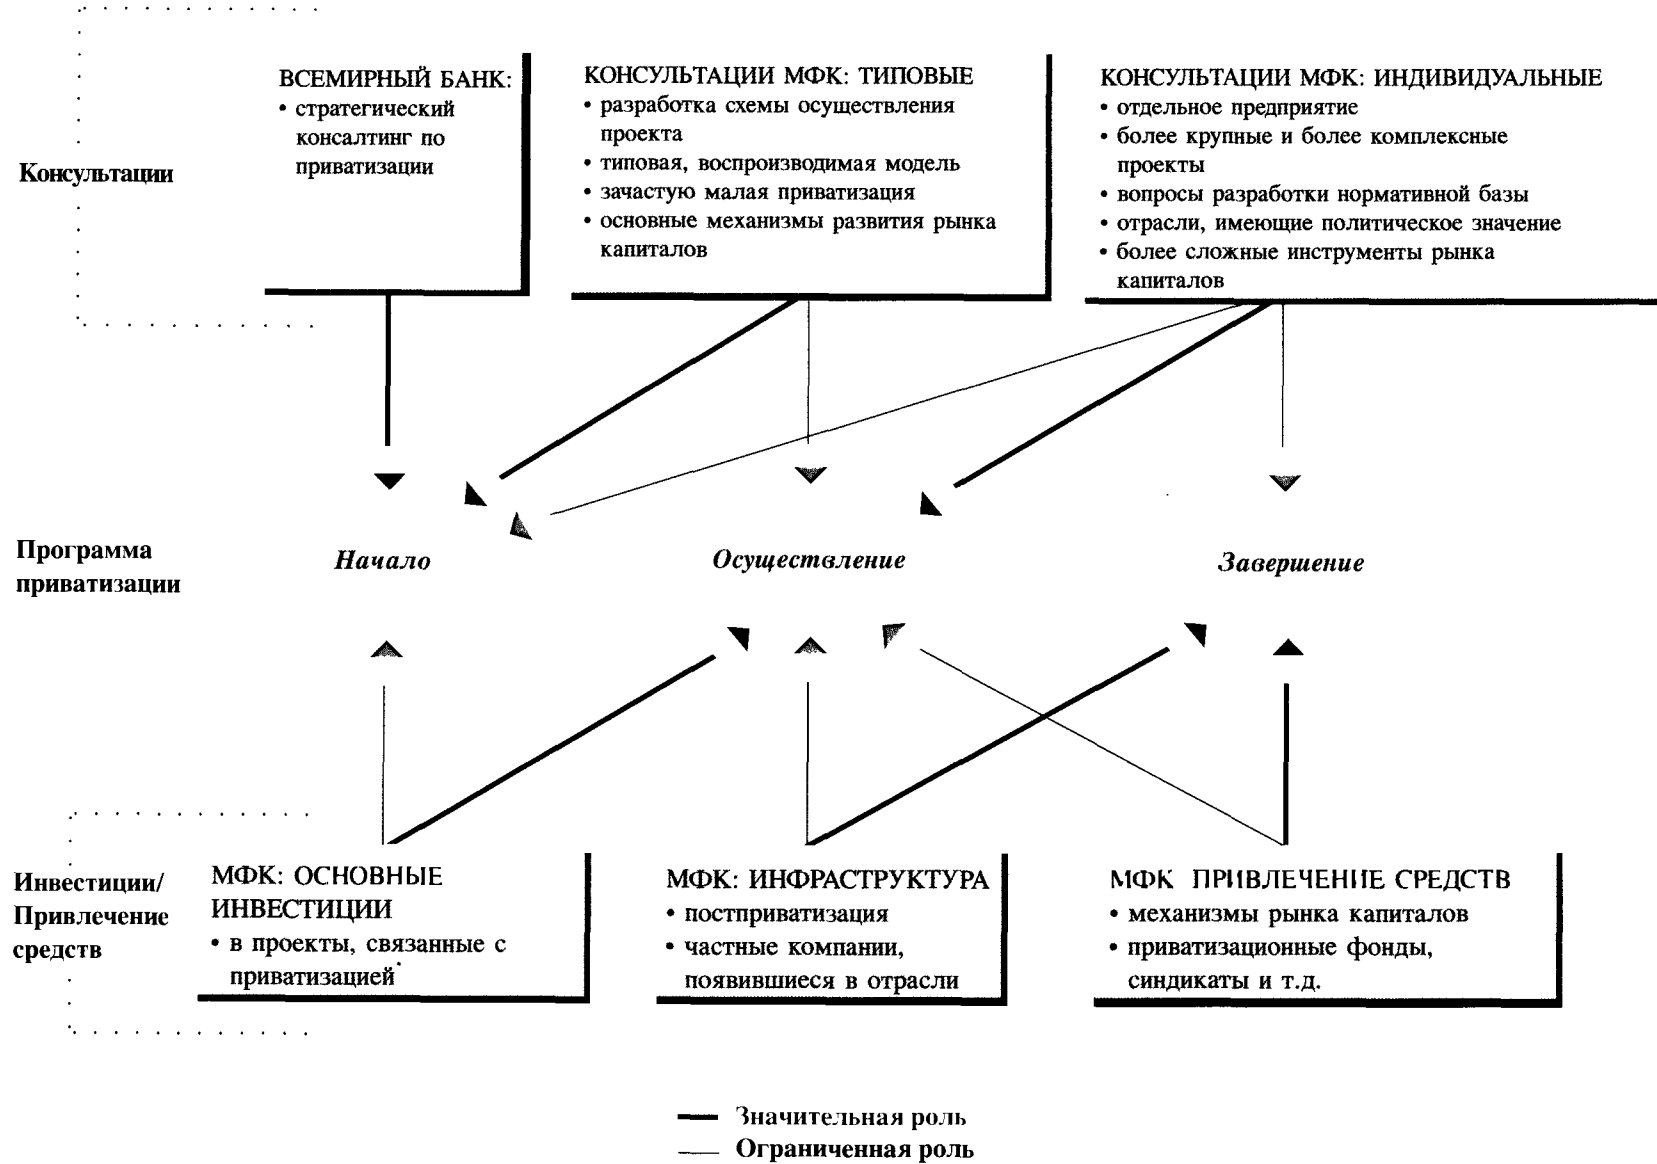 Консультации
ВСЕМИРНЫЙ БАНК:
• стратегический
консалтинг по
приватизации
КОНСУЛЬТАЦИИ МФК: ТИПОВЫЕ
• разработка схемы осуществления
проекта
• типовая, воспроизводимая модель
• зачастую малая приватизация
• основные механизмы развития рынка
капиталов
КОНСУЛЬТАЦИИ МФК: ИНДИВИДУАЛЬНЫЕ
• отдельное предприятие
• более крупные и более комплексные
проекты
• вопросы разработки нормативной базы
• отрасли, имеющие политическое значение
• более сложные инструменты рынка
капиталов
Программа
приватизации
Начало
Осуществление
Завершение
Инвестиции/
Привлечение
средств
МФК: ОСНОВНЫЕ
ИНВЕСТИЦИИ
• в проекты, связанные с
приватизацией
МФК: ИНФРАСТРУКТУРА
• постприватизация
• частные компании,
появившиеся в отрасли
МФК ПРИВЛЕЧЕНИЕ СРЕДСТВ
• механизмы рынка капиталов
• приватизационные фонды,
синдикаты и т.д.
Значительная роль
Ограниченная роль